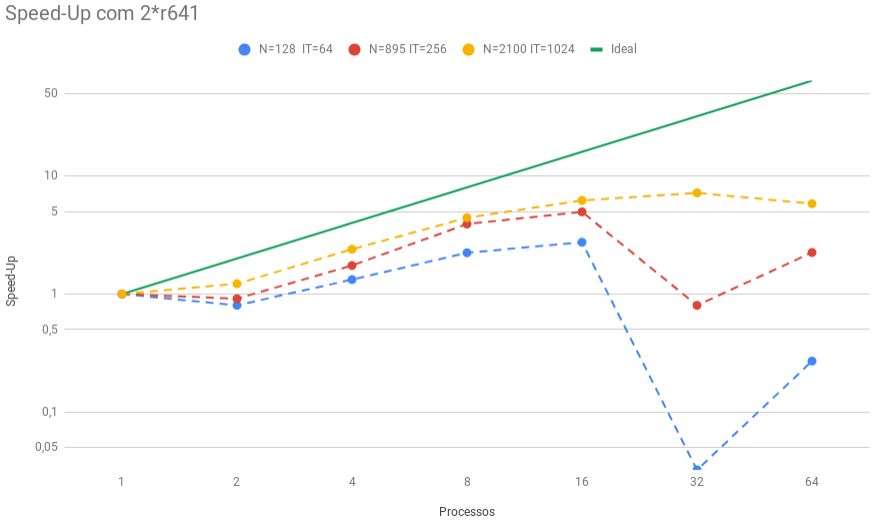 Speed-Up com 2*r641
N=128 IT=64 N=895 IT=256 N=2100 IT=1024 Ideal
50
10
5
1
0,5
0,1
0,05
Speed-Up
1 2 4 8 16 32 64
Processos